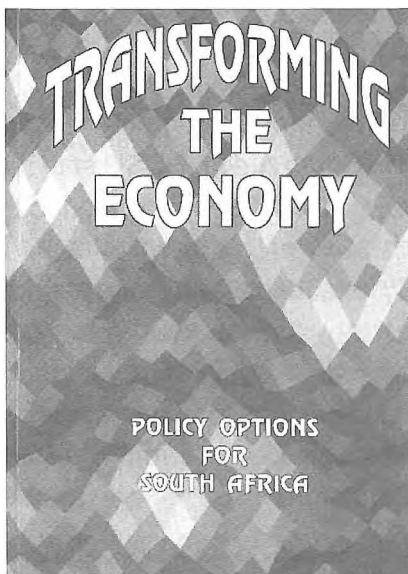 TRANSFORMING
THE
ECONOMY
POLICY OPTIONS
FOR
SOUTH AFRICA